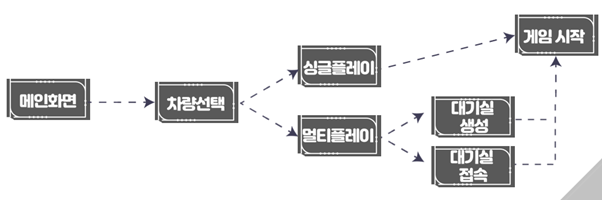 메인화면
차량선택
싱글플레이
멀티플레이
대기실
생성
대기실
접속
게임 시작